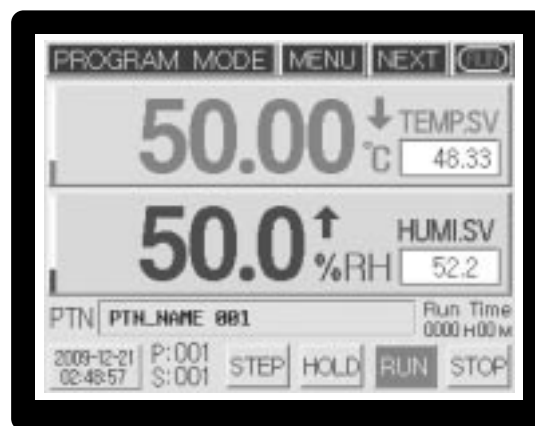 PROGRAM MODE MENU NEXT RUN
50.00 °C TEMP.SV 48.33
50.0 %RH HUMI.SV 52.2
PTN PTN_NAME 001 Run Time 0000 H 00 M
2009-12-21 P:001 STEP HOLD RUN STOP
02:48:57 S:001